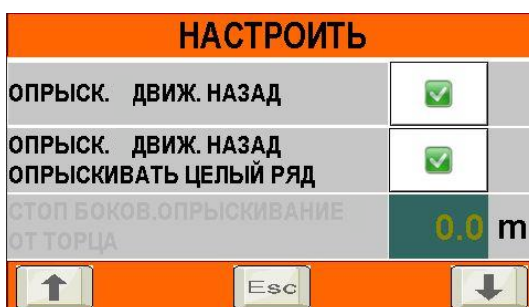 НАСТРОИТЬ
ОПРЫСК. ДВИЖ. НАЗАД
ОПРЫСК. ДВИЖ. НАЗАД
ОПРЫСКИВАТЬ ЦЕЛЫЙ РЯД
СТОП БОКОВ.ОПРЫСКИВАНИЕ
ОТ ТОРЦА
0.0 m
Esc